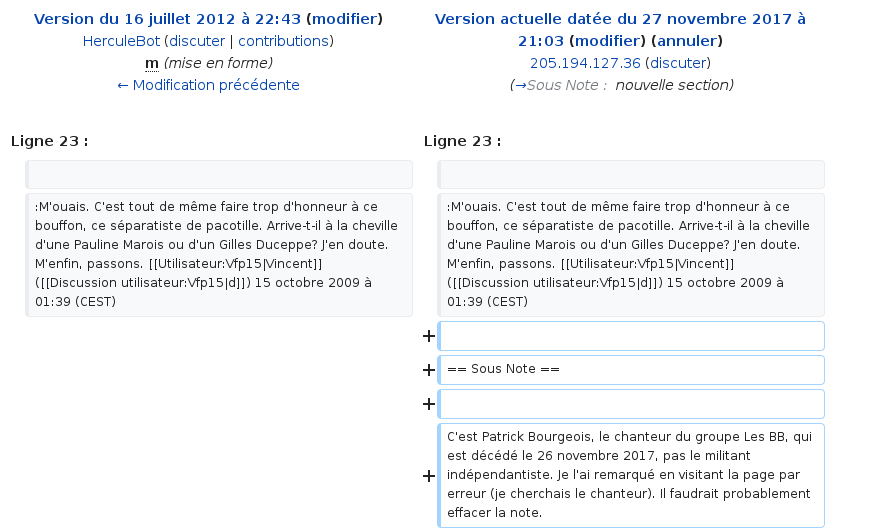 Version du 16 juillet 2012 à 22:43 (modifier)
HerculeBot (discuter | contributions)
m (mise en forme)
← Modification précédente
Version actuelle datée du 27 novembre 2017 à
21:03 (modifier) (annuler)
205.194.127.36 (discuter)
(→Sous Note : nouvelle section)
Ligne 23 :
Ligne 23 :
:M'ouais. C'est tout de même faire trop d'honneur à ce
bouffon, ce séparatiste de pacotille. Arrive-t-il à la cheville
d'une Pauline Marois ou d'un Gilles Duceppe? J'en doute.
M'enfin, passons. [[Utilisateur:Vfp15|Vincent]]
([[Discussion utilisateur:Vfp15|d]]) 15 octobre 2009 à
01:39 (CEST)
:M'ouais. C'est tout de même faire trop d'honneur à ce
bouffon, ce séparatiste de pacotille. Arrive-t-il à la cheville
d'une Pauline Marois ou d'un Gilles Duceppe? J'en doute.
M'enfin, passons. [[Utilisateur:Vfp15|Vincent]]
([[Discussion utilisateur:Vfp15|d]]) 15 octobre 2009 à
01:39 (CEST)
+
+ == Sous Note ==
+
+ C'est Patrick Bourgeois, le chanteur du groupe Les BB, qui
est décédé le 26 novembre 2017, pas le militant
indépendantiste. Je l'ai remarqué en visitant la page par
erreur (je cherchais le chanteur). Il faudrait probablement
effacer la note.